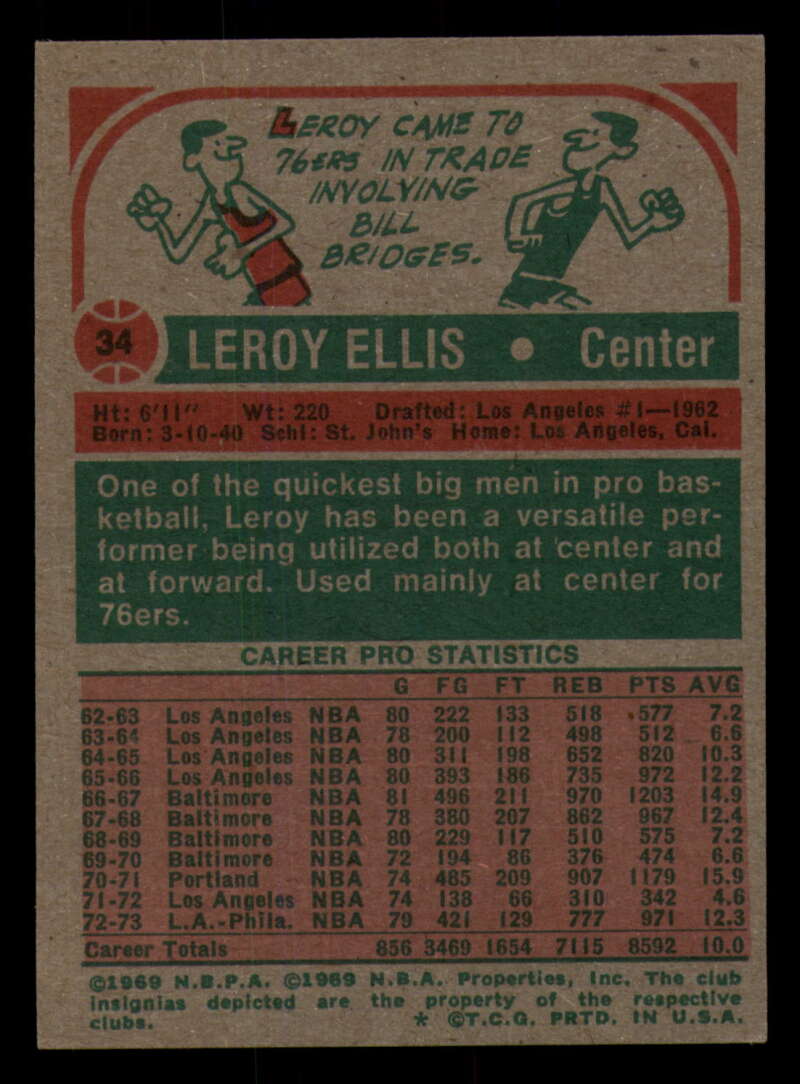 LEROY CAME TO
76ERS IN TRADE
INVOLVING
BILL
BRIDGES.
34 LEROY ELLIS • Center
Ht: 6'11" Wt: 220 Drafted: Los Angeles #1—1962
Born: 3-10-40 Schl: St. John's Home: Los Angeles, Cal.
One of the quickest big men in pro bas-
ketball, Leroy has been a versatile per-
former being utilized both at center and
at forward. Used mainly at center for
76ers.
CAREER PRO STATISTICS
G FG FT REB PTS AVG
62-63 Los Angeles NBA 80 222 133 518 577 7.2
63-64 Los Angeles NBA 78 200 112 498 512 6.6
64-65 Los Angeles NBA 80 311 198 652 820 10.3
65-66 Los Angeles NBA 80 393 186 735 972 12.2
66-67 Baltimore NBA 81 496 211 970 1203 14.9
67-68 Baltimore NBA 78 380 207 862 967 12.4
68-69 Baltimore NBA 80 229 117 510 575 7.2
69-70 Baltimore NBA 72 194 86 376 474 6.6
70-71 Portland NBA 74 485 209 907 1179 15.9
71-72 Los Angeles NBA 74 138 66 310 342 4.6
72-73 L.A.-Phila. NBA 79 421 129 777 971 12.3
Career Totals 856 3469 1654 7115 8592 10.0
©1969 N.B.P.A. ©1969 N.B.A. Properties, Inc. The club
insignias depicted are the property of the respective
clubs. * ©T.C.G. PRTD. IN U.S.A.